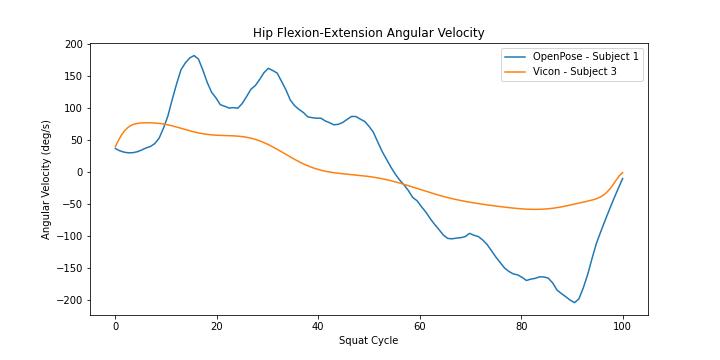 Hip Flexion-Extension Angular Velocity
OpenPose - Subject 1
Vicon - Subject 3
Angular Velocity (deg/s)
200
150
100
50
0
−50
−100
−150
−200
0 20 40 60 80 100
Squat Cycle